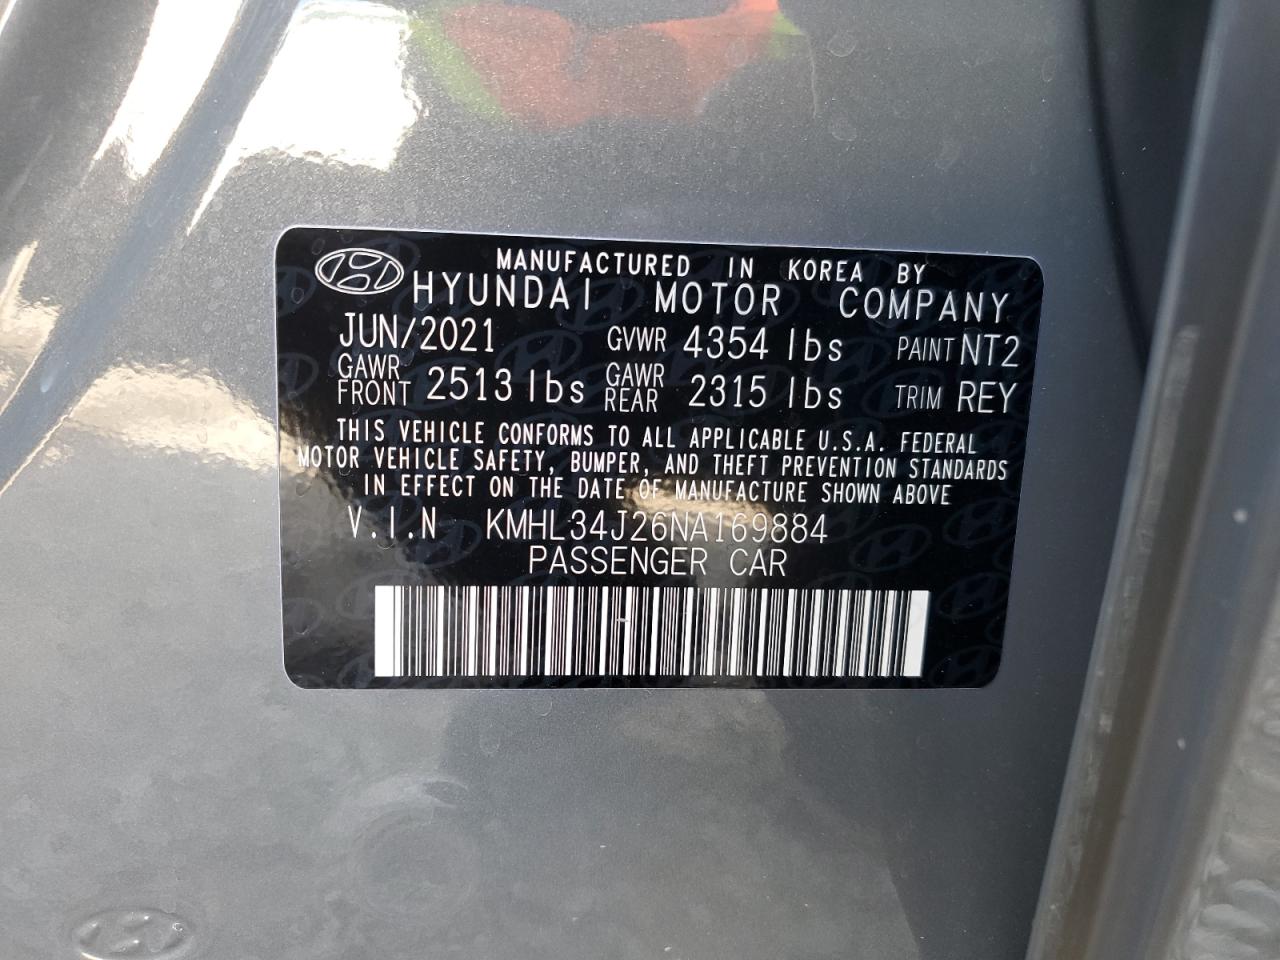 MANUFACTURED IN KOREA BY
HYUNDAI MOTOR COMPANY
JUN/2021 GVWR 4354 lbs PAINT NT2
GAWR FRONT 2513 lbs GAWR REAR 2315 lbs TRIM REY
THIS VEHICLE CONFORMS TO ALL APPLICABLE U.S.A. FEDERAL
MOTOR VEHICLE SAFETY, BUMPER, AND THEFT PREVENTION STANDARDS
IN EFFECT ON THE DATE OF MANUFACTURE SHOWN ABOVE
V.I.N KMHL34J26NA169884
PASSENGER CAR